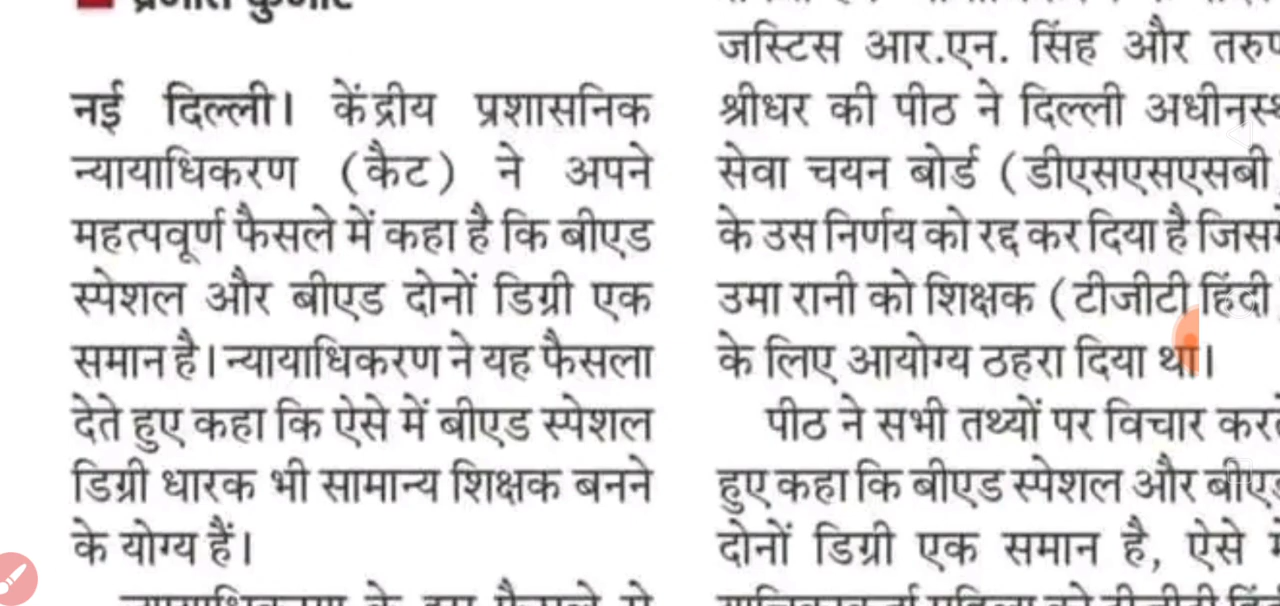 नई दिल्ली। केंद्रीय प्रशासनिक
न्यायाधिकरण (कैट) ने अपने
महत्पवूर्ण फैसले में कहा है कि बीएड
स्पेशल और बीएड दोनों डिग्री एक
समान है। न्यायाधिकरण ने यह फैसला
देते हुए कहा कि ऐसे में बीएड स्पेशल
डिग्री धारक भी सामान्य शिक्षक बनने
के योग्य हैं।
जस्टिस आर.एन. सिंह और
श्रीधर की पीठ ने दिल्ली
सेवा चयन बोर्ड (डीएसएसएसबी
के उस निर्णय को रद्द कर दिया है
उमा रानी को शिक्षक (टीजीटी हिंदी
के लिए आयोग्य ठहरा दिया था।
पीठ ने सभी तथ्यों पर विचार
हुए कहा कि बीएड स्पेशल और
दोनों डिग्री एक समान है, ऐसे